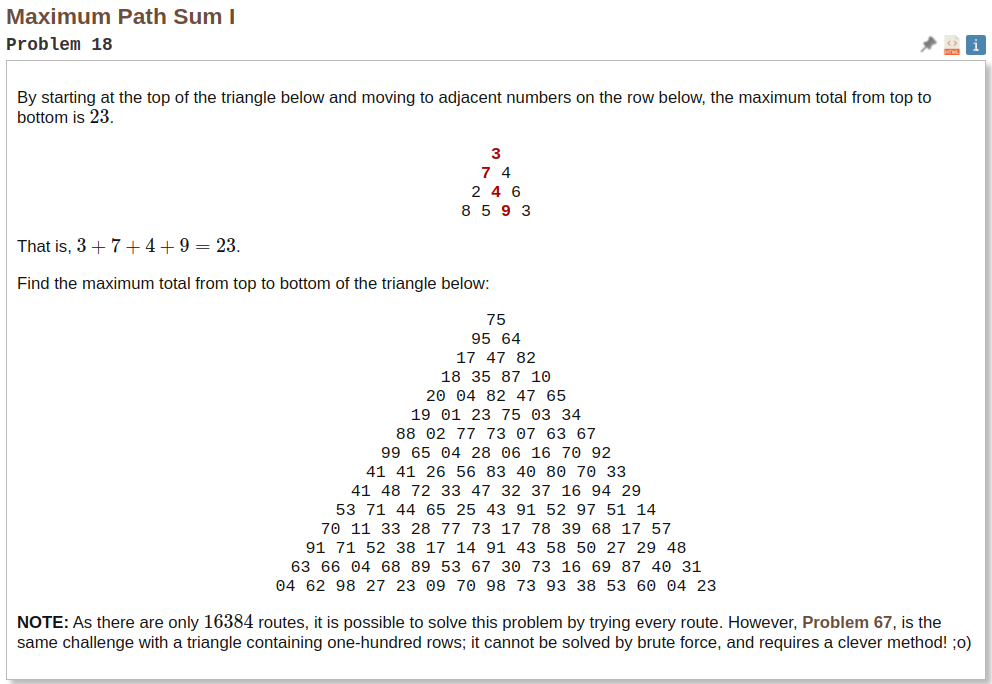 Maximum Path Sum I
Problem 18
By starting at the top of the triangle below and moving to adjacent numbers on the row below, the maximum total from top to
bottom is 23.
3
7 4
2 4 6
8 5 9 3
That is, 3 + 7 + 4 + 9 = 23.
Find the maximum total from top to bottom of the triangle below:
75
95 64
17 47 82
18 35 87 10
20 04 82 47 65
19 01 23 75 03 34
88 02 77 73 07 63 67
99 65 04 28 06 16 70 92
41 41 26 56 83 40 80 70 33
41 48 72 33 47 32 37 16 94 29
53 71 44 65 25 43 91 52 97 51 14
70 11 33 28 77 73 17 78 39 68 17 57
91 71 52 38 17 14 91 43 58 50 27 29 48
63 66 04 68 89 53 67 30 73 16 69 87 40 31
04 62 98 27 23 09 70 98 73 93 38 53 60 04 23
NOTE: As there are only 16384 routes, it is possible to solve this problem by trying every route. However, Problem 67, is the
same challenge with a triangle containing one-hundred rows; it cannot be solved by brute force, and requires a clever method! ;o)